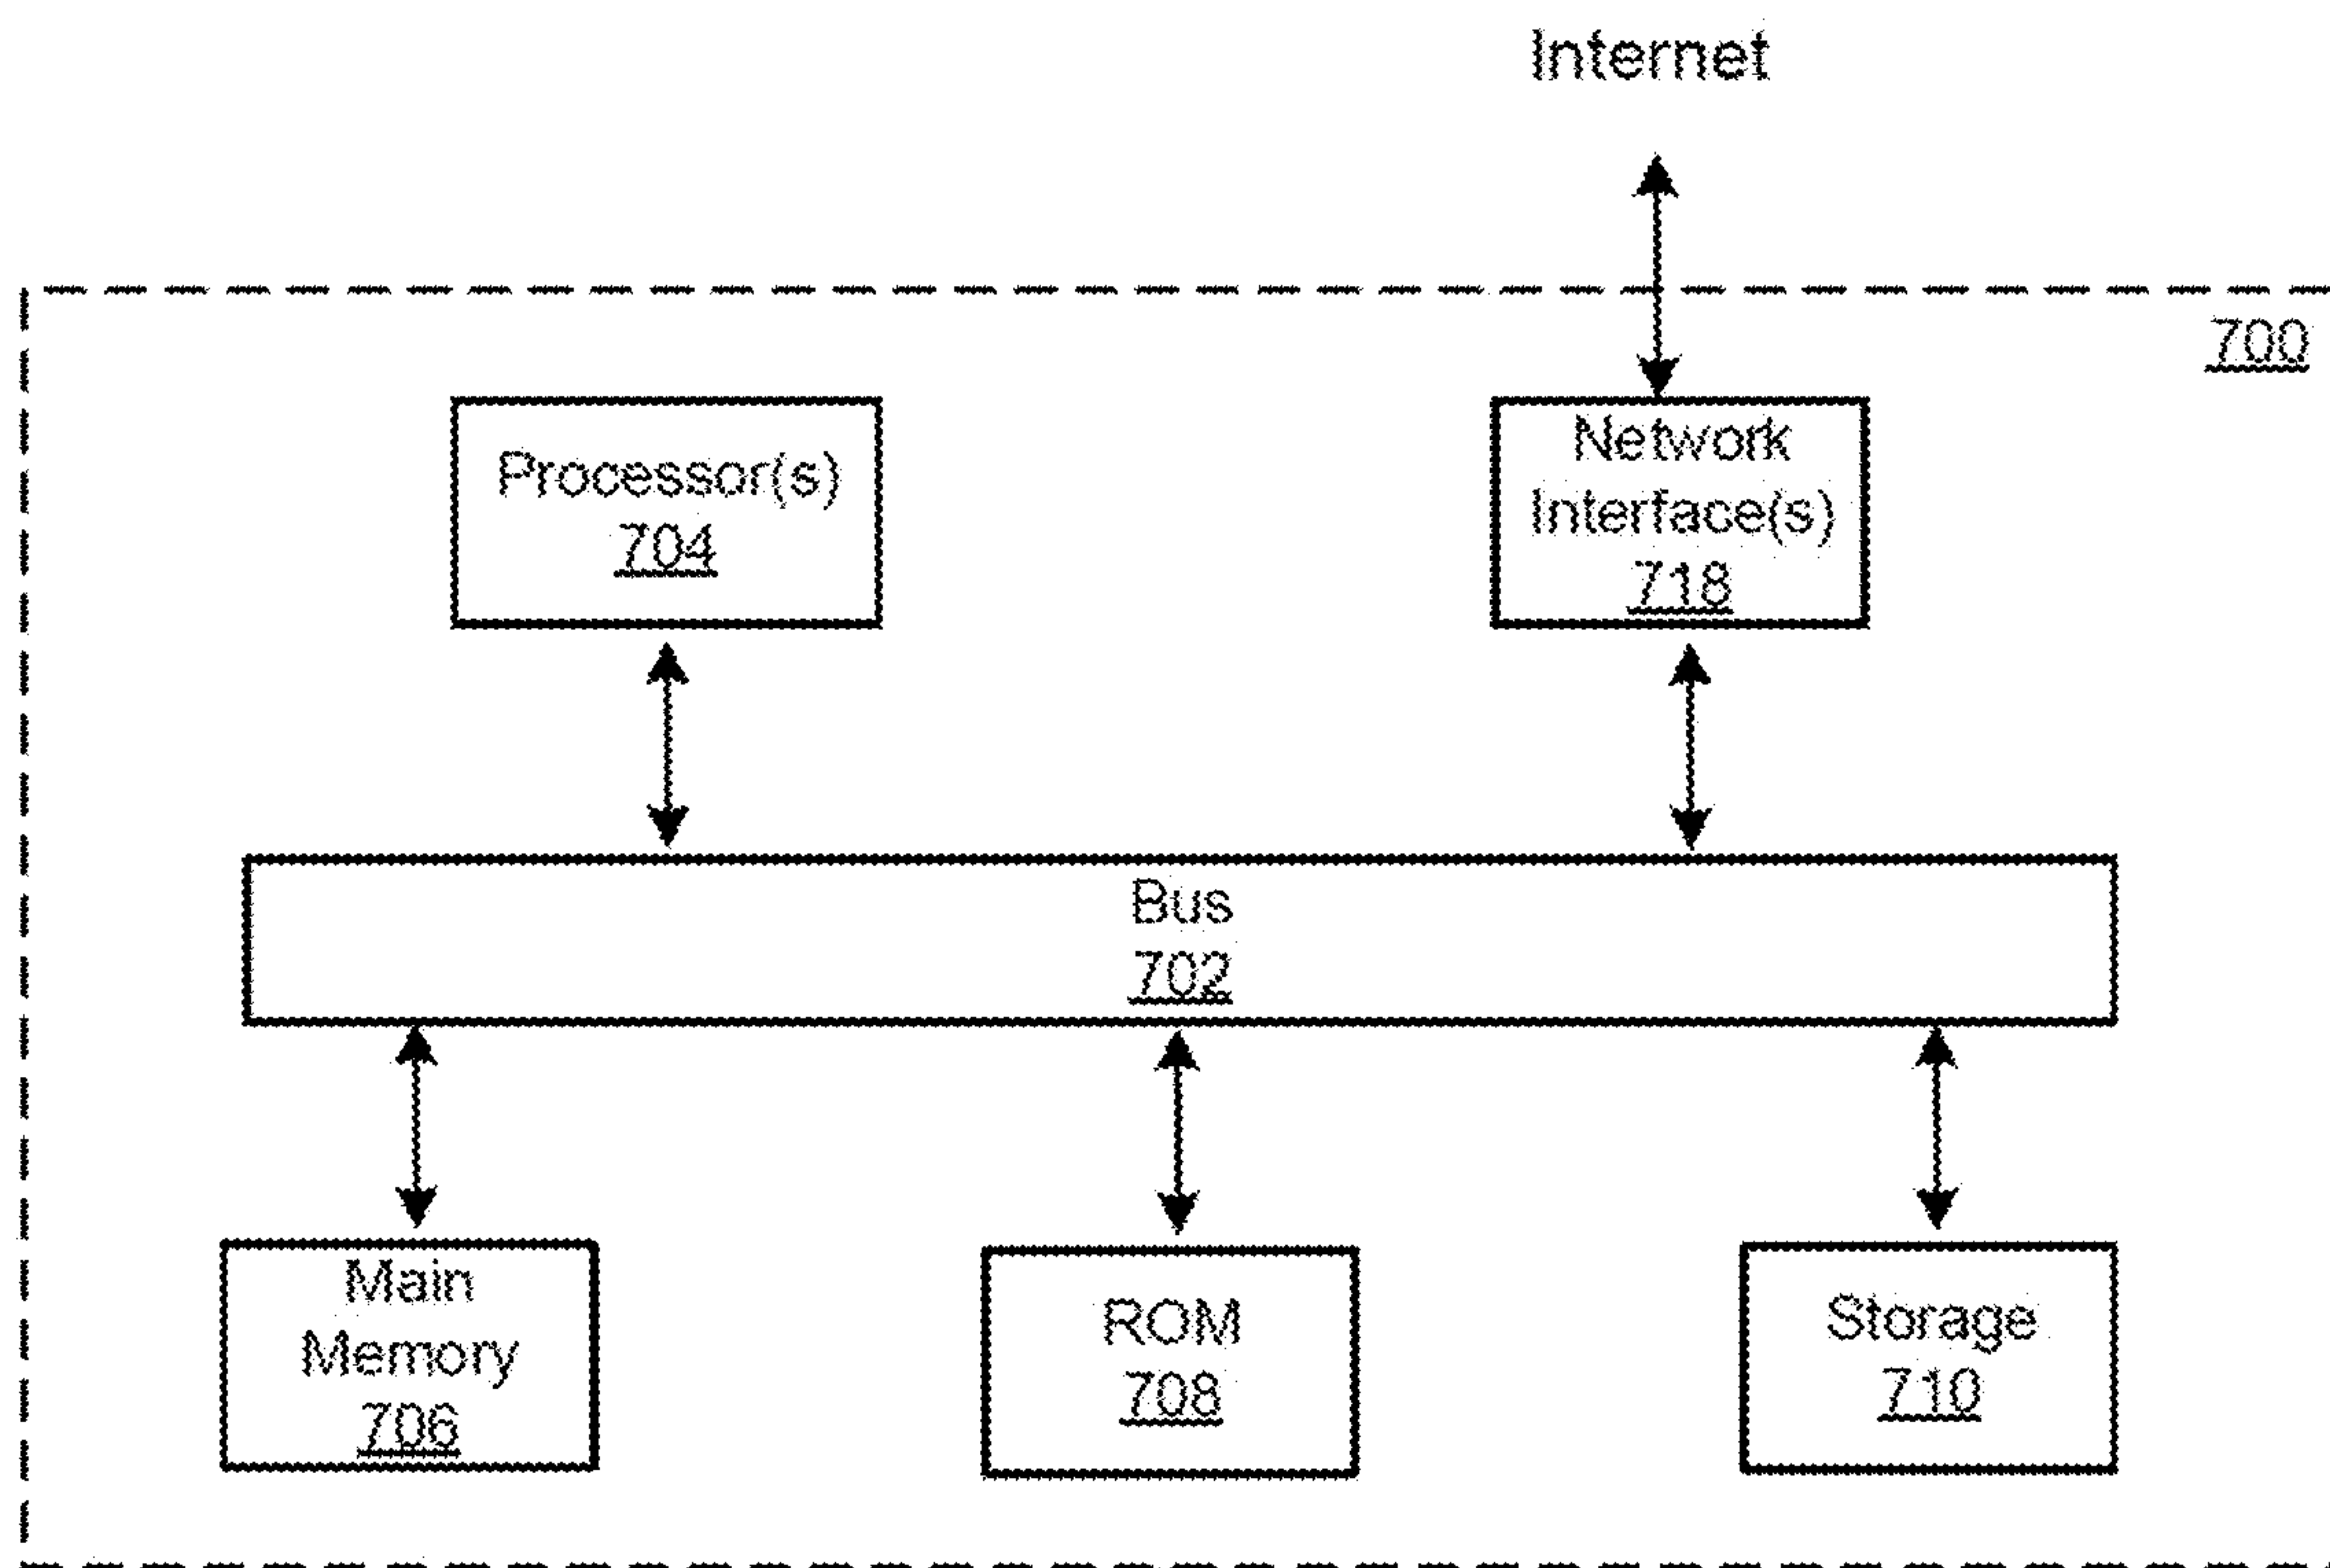 Internet
700
Processor(s)
704
Network
Interface(s)
718
Bus
702
Main
Memory
706
ROM
708
Storage
710